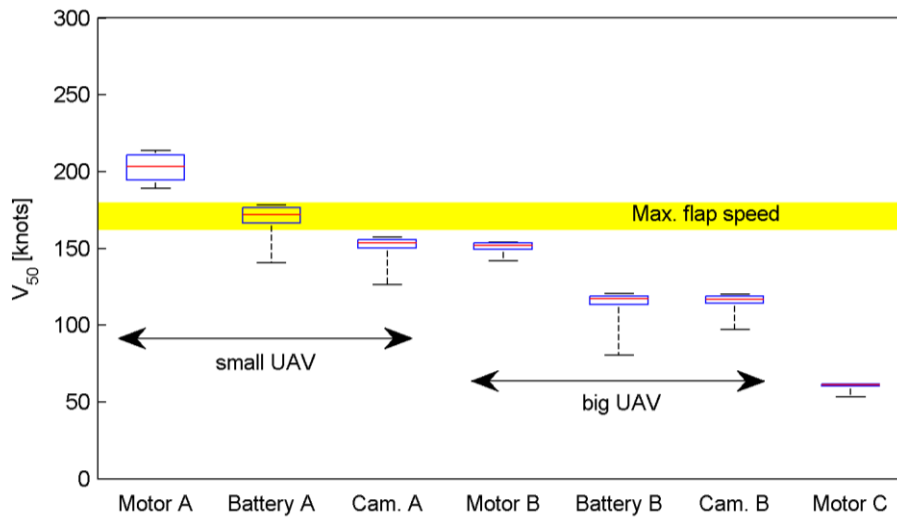 300
250
200
150
100
50
0
V50 [knots]
Max. flap speed
small UAV
big UAV
Motor A Battery A Cam. A Motor B Battery B Cam. B Motor C